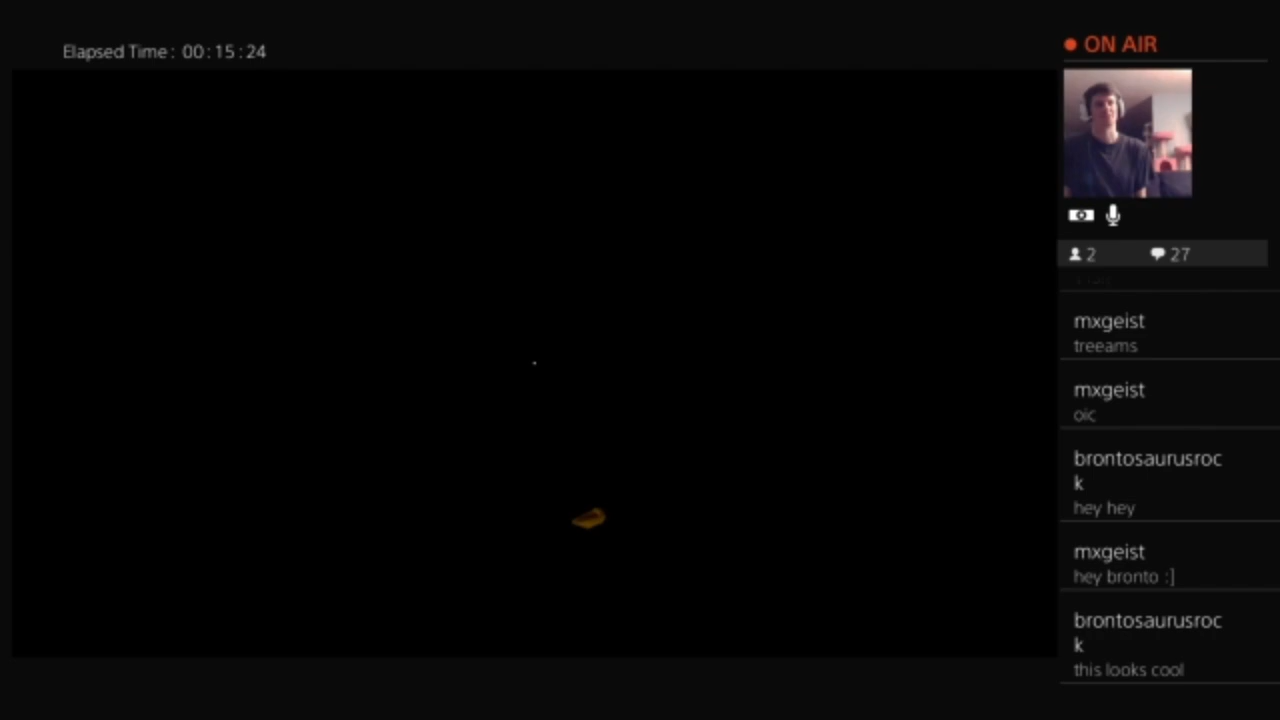 Elapsed Time: 00:15:24
ON AIR
2 27
mxgeist
treeams
mxgeist
oic
brontosaurusroc
k
hey hey
mxgeist
hey bronto :]
brontosaurusroc
k
this looks cool